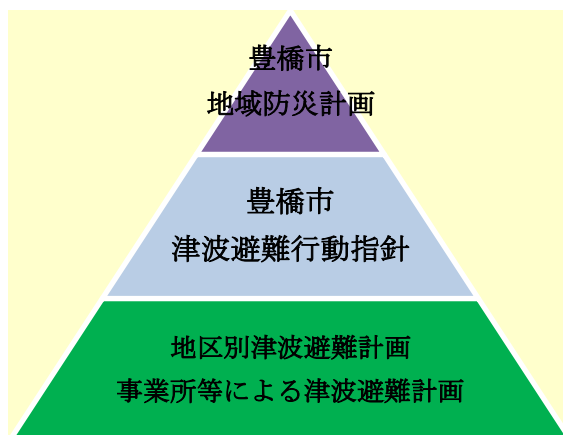 豊橋市
地域防災計画
豊橋市
津波避難行動指針
地区別津波避難計画
事業所等による津波避難計画